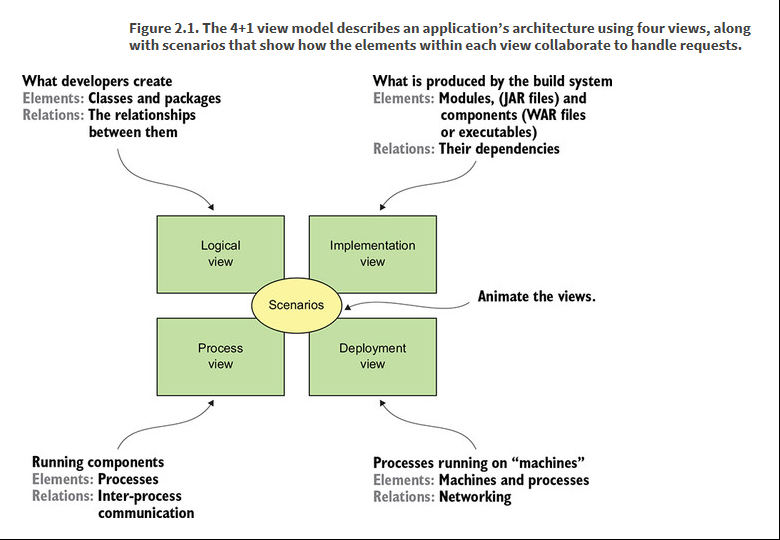 Figure 2.1. The 4+1 view model describes an application’s architecture using four views, along
with scenarios that show how the elements within each view collaborate to handle requests.
What developers create
Elements: Classes and packages
Relations: The relationships
between them
What is produced by the build system
Elements: Modules, (JAR files) and
components (WAR files
or executables)
Relations: Their dependencies
Logical
view
Implementation
view
Scenarios
Animate the views.
Process
view
Deployment
view
Running components
Elements: Processes
Relations: Inter-process
communication
Processes running on “machines”
Elements: Machines and processes
Relations: Networking